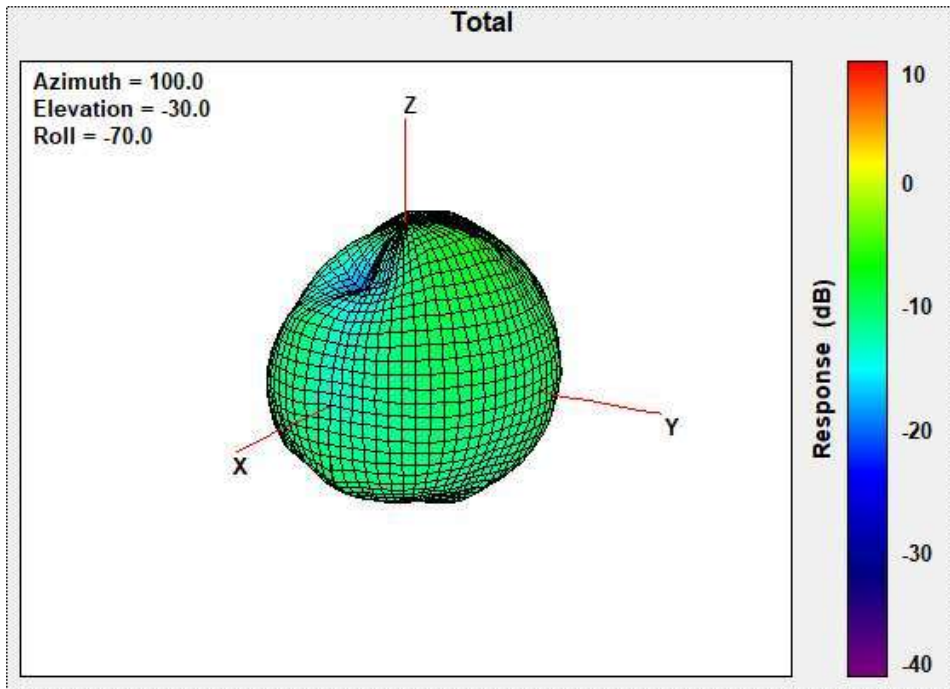 Total
Azimuth = 100.0
Elevation = -30.0
Roll = -70.0
Z
Y
X
10
0
-10
-20
-30
-40
Response (dB)